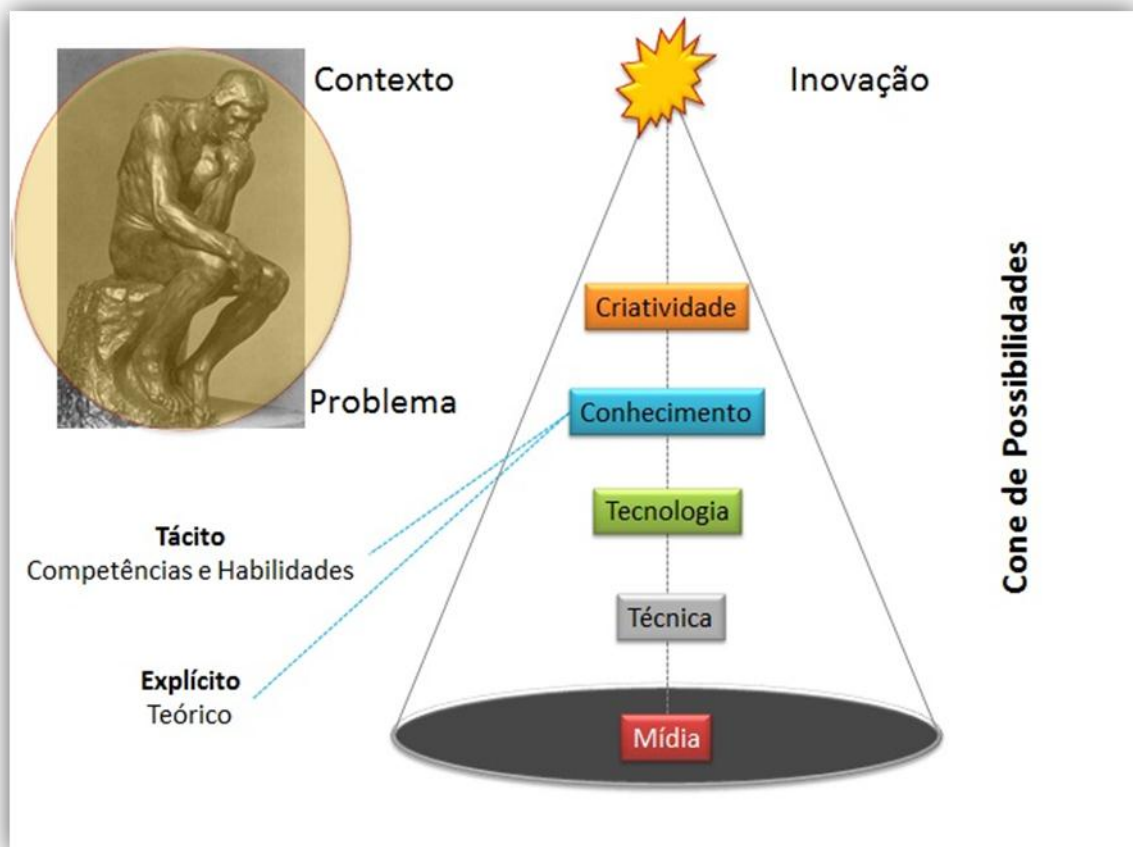 Contexto
Inovação
Problema
Criatividade
Conhecimento
Tecnologia
Técnica
Mídia
Tácito
Competências e Habilidades
Explícito
Teórico
Cone de Possibilidades